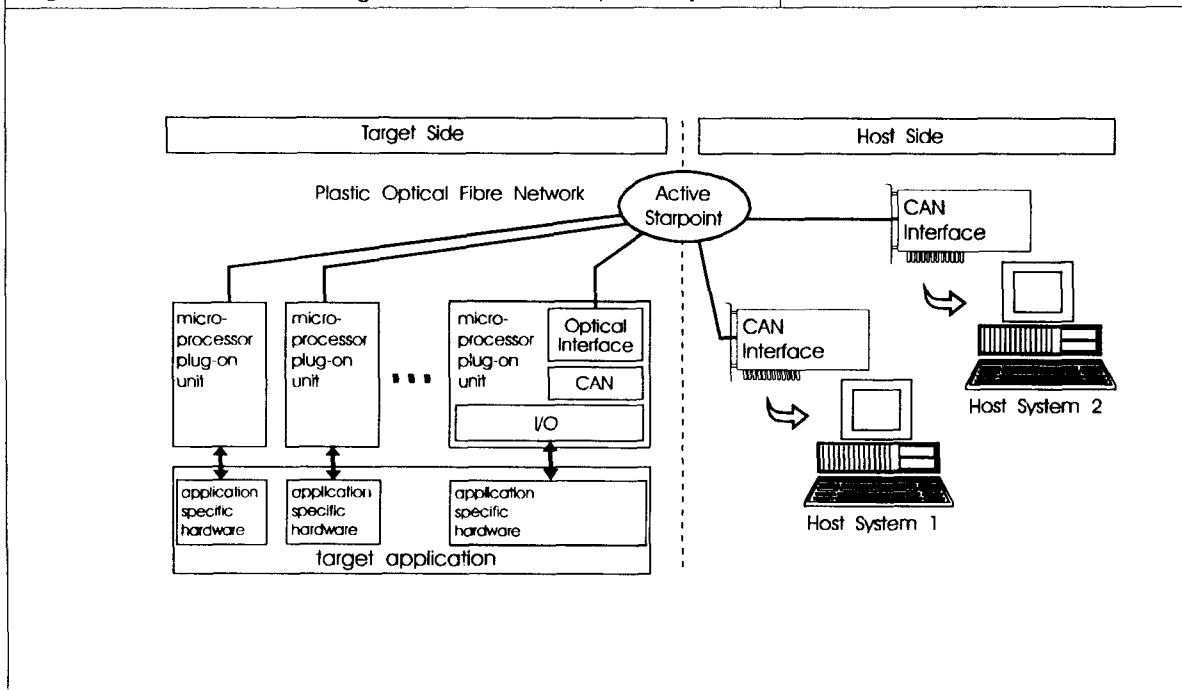 Target Side
Host Side
Plastic Optical Fibre Network
Active
Starpoint
CAN
Interface
micro-
processor
plug-on
unit
micro-
processor
plug-on
unit
micro-
processor
plug-on
unit
Optical
Interface
CAN
I/O
CAN
Interface
Host System 2
application
specific
hardware
application
specific
hardware
application
specific
hardware
target application
Host System 1